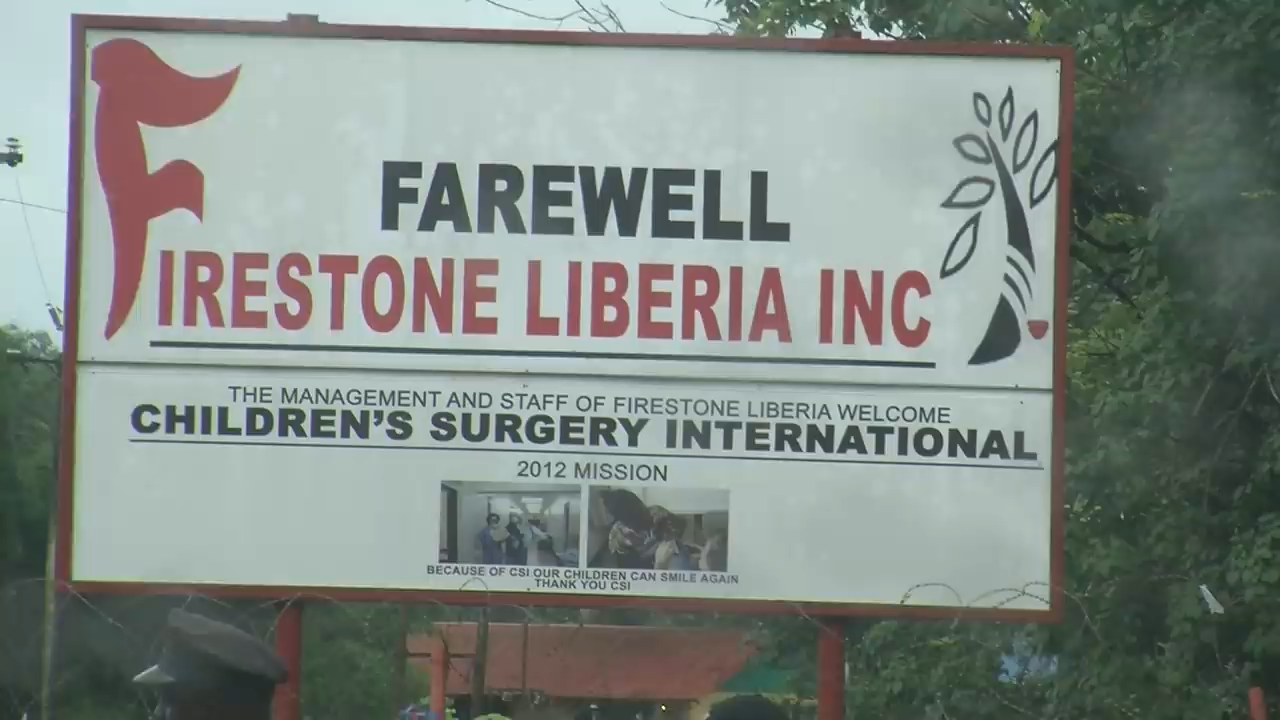 FAREWELL
FIRESTONE LIBERIA INC
THE MANAGEMENT AND STAFF OF FIRESTONE LIBERIA WELCOME
CHILDREN'S SURGERY INTERNATIONAL
2012 MISSION
BECAUSE OF CSI OUR CHILDREN CAN SMILE AGAIN
THANK YOU CSI